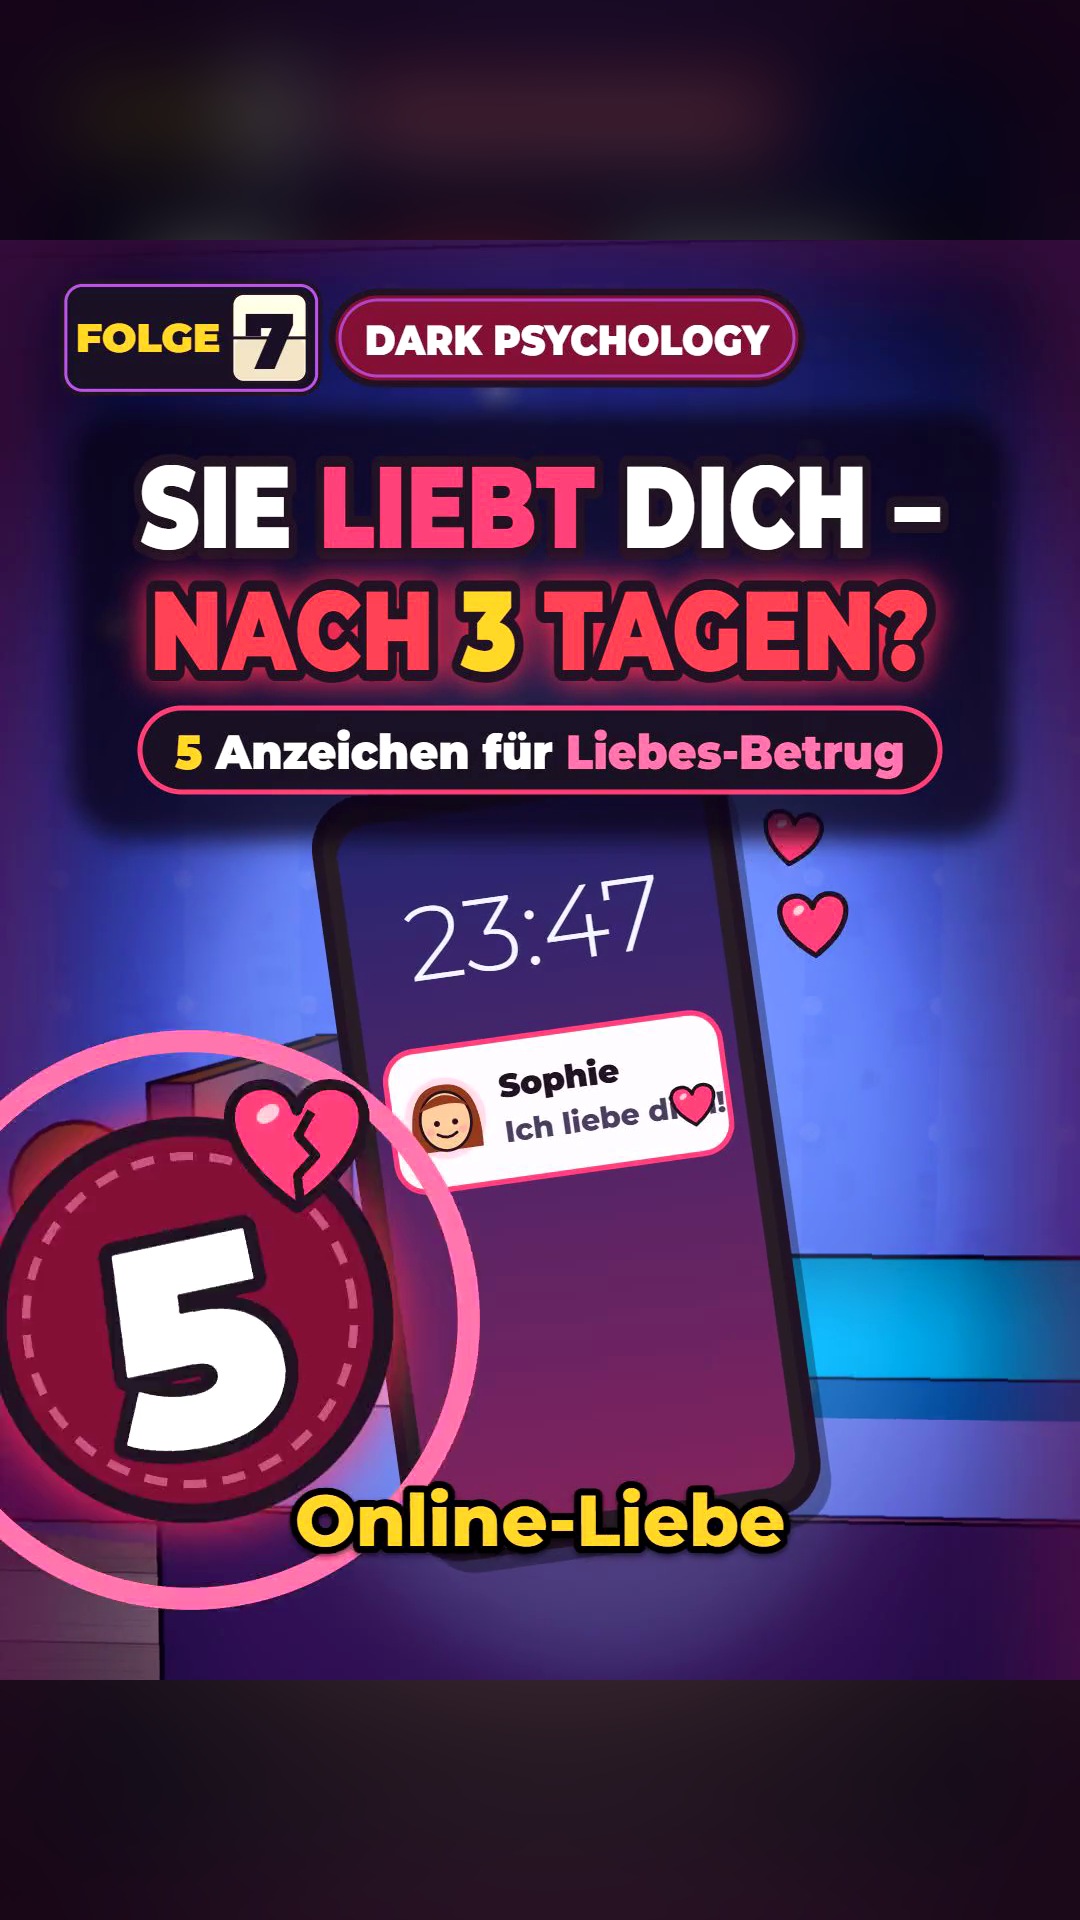 FOLGE 7
DARK PSYCHOLOGY
SIE LIEBT DICH –
NACH 3 TAGEN?
5 Anzeichen für Liebes-Betrug
23:47
Sophie
Ich liebe
5
Online-Liebe